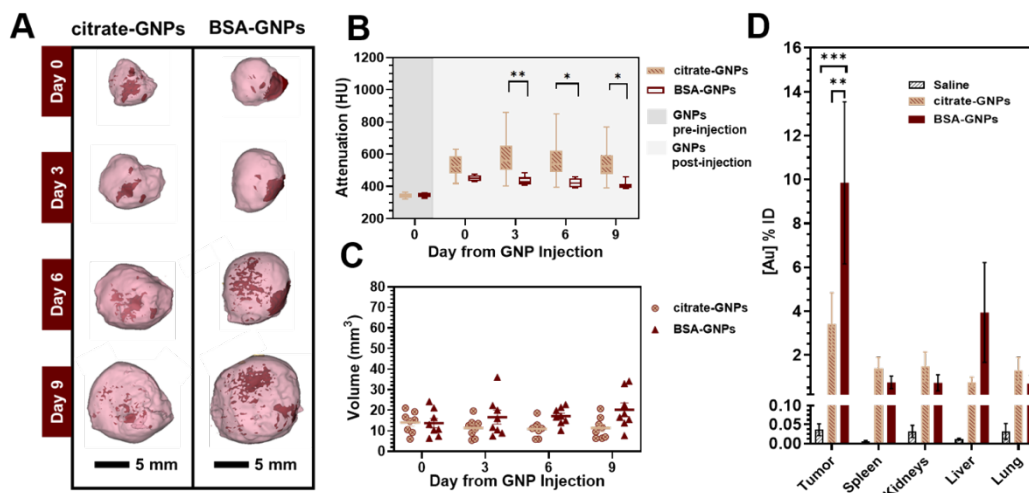 A
citrate-GNPs
BSA-GNPs
Day 0
Day 3
Day 6
Day 9
5 mm
5 mm
B
Attenuation (HU)
1200
1000
800
600
400
200
**
*
*
0
0
3
6
9
Day from GNP Injection
citrate-GNPs
BSA-GNPs
GNPs
pre-injection
GNPs
post-injection
C
Volume (mm³)
80
70
60
50
40
30
20
10
0
0
3
6
9
Day from GNP Injection
citrate-GNPs
BSA-GNPs
D
[Au] % ID
16
14
12
10
8
6
4
2
0.10
0.05
0.00
***
**
Saline
citrate-GNPs
BSA-GNPs
Tumor
Spleen
Kidneys
Liver
Lung